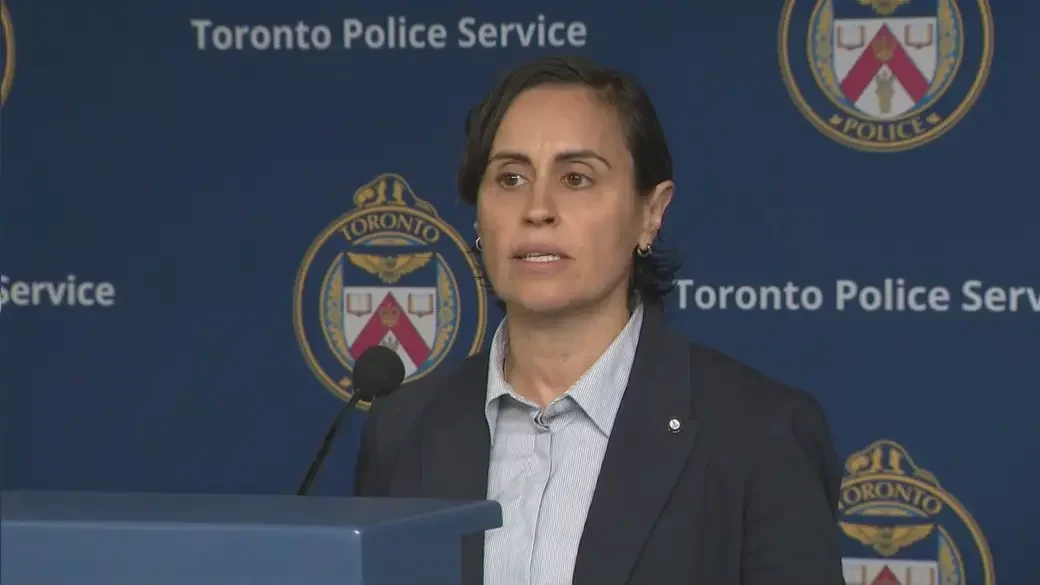 Toronto Police Service
POLICE
TORONTO
Service
Toronto Police Serv
TORONTO